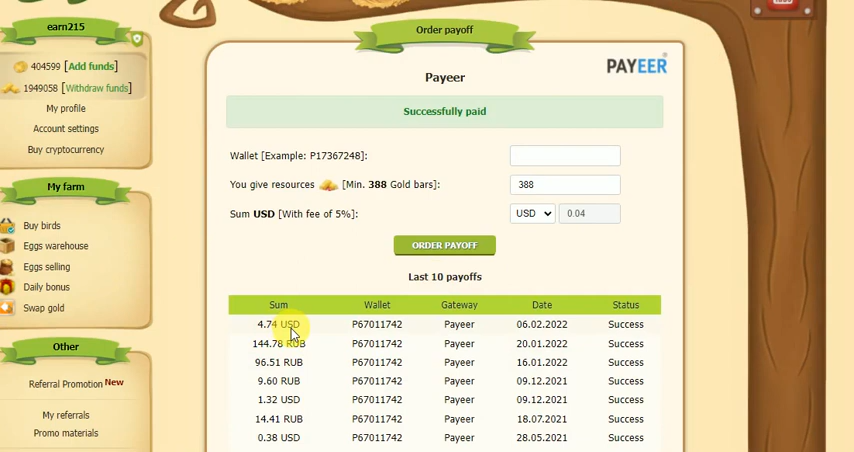 earn215
404599 [Add funds]
1949058 [Withdraw funds]
My profile
Account settings
Buy cryptocurrency
My farm
Buy birds
Eggs warehouse
Eggs selling
Daily bonus
Swap gold
Other
Referral Promotion New
My referrals
Promo materials
Order payoff
PAYEER
Payeer
Successfully paid
Wallet [Example: P17367248]:
You give resources [Min. 388 Gold bars]: 388
Sum USD [With fee of 5%]: USD 0.04
ORDER PAYOFF
Last 10 payoffs
Sum Wallet Gateway Date Status
4.74 USD P67011742 Payeer 06.02.2022 Success
144.78 RUB P67011742 Payeer 20.01.2022 Success
96.51 RUB P67011742 Payeer 16.01.2022 Success
9.60 RUB P67011742 Payeer 09.12.2021 Success
1.32 USD P67011742 Payeer 09.12.2021 Success
14.41 RUB P67011742 Payeer 18.07.2021 Success
0.38 USD P67011742 Payeer 28.05.2021 Success